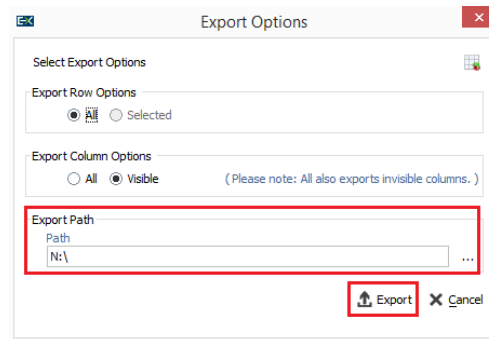 EK
Export Options
Select Export Options
Export Row Options
All Selected
Export Column Options
All Visible (Please note: All also exports invisible columns. )
Export Path
Path
N:\ ...
Export Cancel